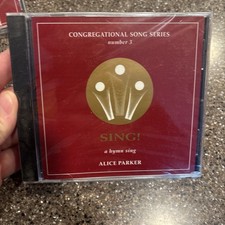 CONGREGATIONAL SONG SERIES
number 3
SING!
a hymn sing
ALICE PARKER